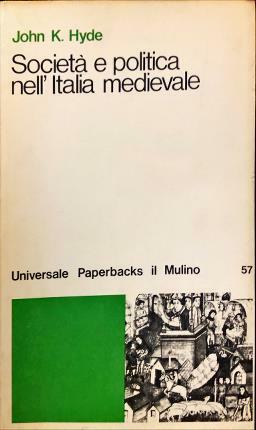 John K. Hyde
Società e politica
nell'Italia medievale
Universale Paperbacks il Mulino 57